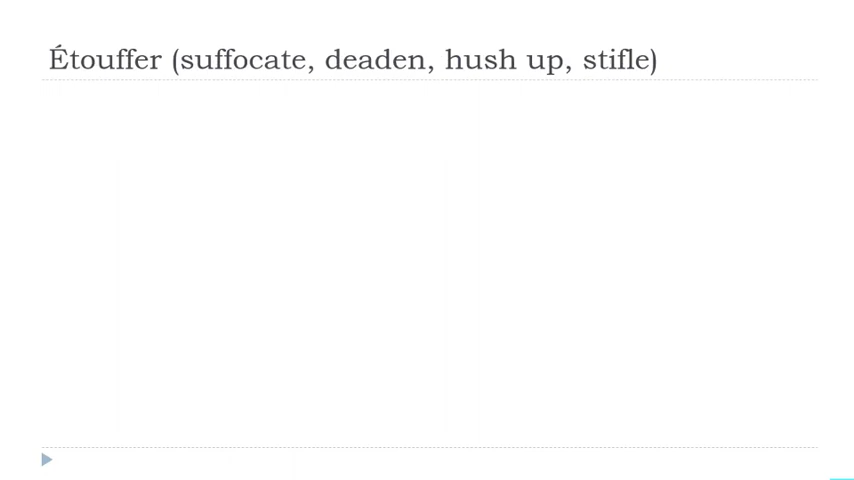 Étouffer (suffocate, deaden, hush up, stifle)